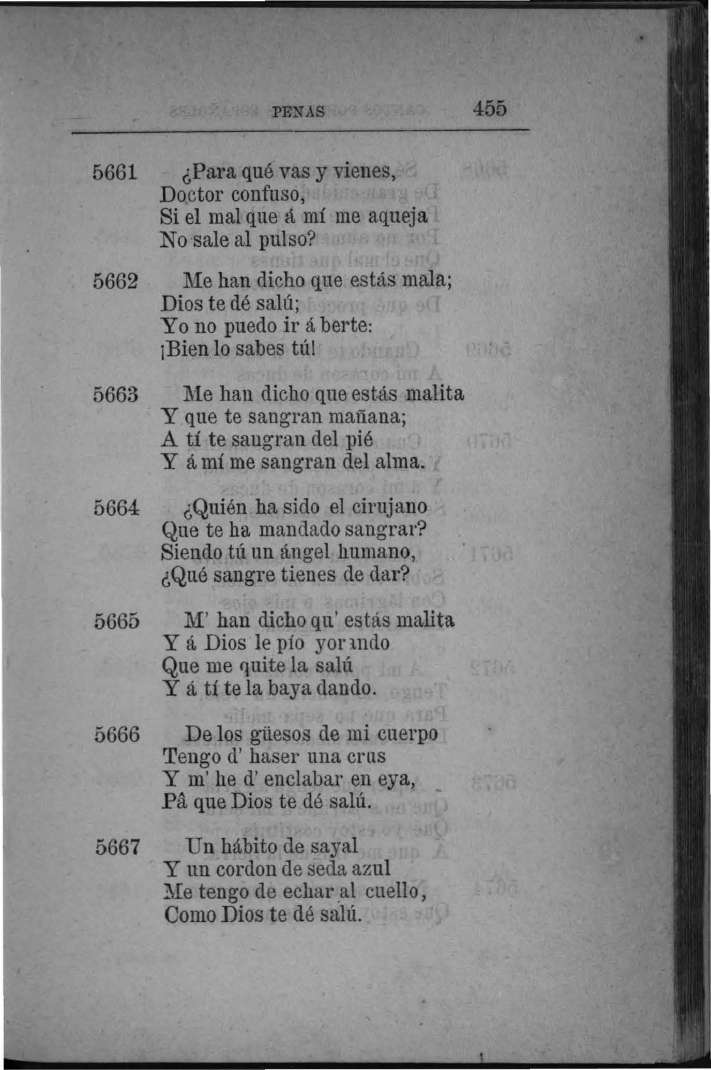 PENAS 455
5661 ¿Para qué vas y vienes,
Doctor confuso,
Si el mal que á mí me aqueja
No sale al pulso?
5662 Me han dicho que estás mala;
Dios te dé salú;
Yo no puedo ir á berte:
¡Bien lo sabes tú!
5663 Me han dicho que estás malita
Y que te sangran mañana;
A tí te sangran del pié
Y á mí me sangran del alma.
5664 ¿Quién ha sido el cirujano
Que te ha mandado sangrar?
Siendo tú un ángel humano,
¿Qué sangre tienes de dar?
5665 M' han dicho qu' estás malita
Y á Dios le pío yorando
Que me quite la salú
Y á tí te la baya dando.
5666 De los güesos de mi cuerpo
Tengo d' haser una crus
Y m' he d' enclabar en eya,
Pâ que Dios te dé salú.
5667 Un hábito de sayal
Y un cordon de seda azul
Me tengo de echar al cuello,
Como Dios te dé salú.